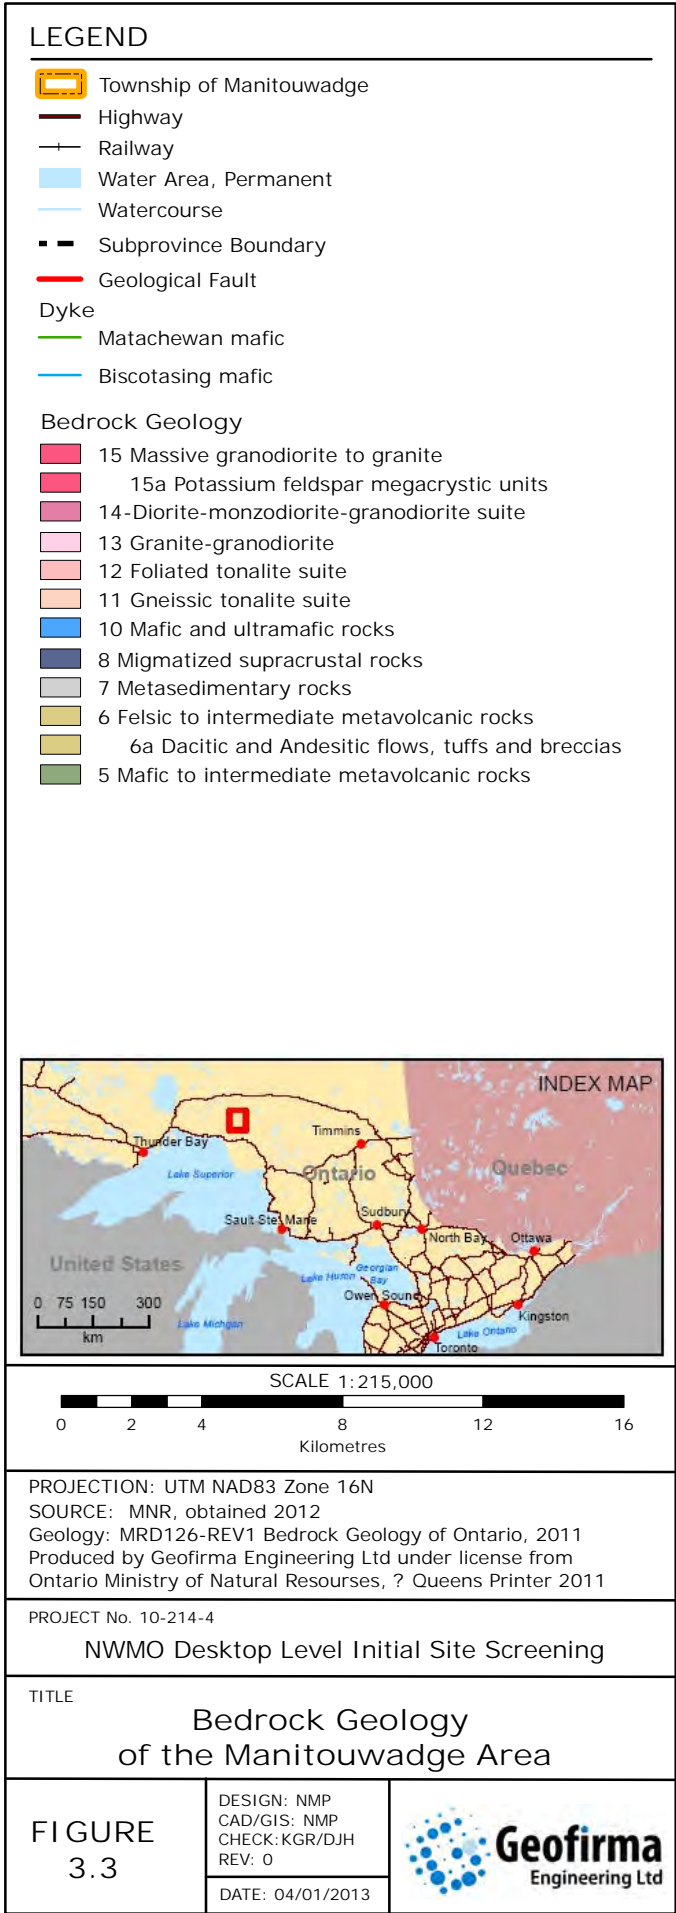 LEGEND
Township of Manitouwadge
Highway
Railway
Water Area, Permanent
Watercourse
Subprovince Boundary
Geological Fault
Dyke
Matachewan mafic
Biscotasing mafic
Bedrock Geology
15 Massive granodiorite to granite
15a Potassium feldspar megacrystic units
14-Diorite-monzodiorite-granodiorite suite
13 Granite-granodiorite
12 Foliated tonalite suite
11 Gneissic tonalite suite
10 Mafic and ultramafic rocks
8 Migmatized supracrustal rocks
7 Metasedimentary rocks
6 Felsic to intermediate metavolcanic rocks
6a Dacitic and Andesitic flows, tuffs and breccias
5 Mafic to intermediate metavolcanic rocks
INDEX MAP
Thunder Bay
Timmins
Lake Superior
Ontario
Quebec
Sault Ste. Marie
Sudbury
North Bay
Ottawa
United States
Lake Huron
Georgian
Bay
Owen Sound
Kingston
Lake Michgan
Lake Ontario
Toronto
0 75 150 300
km
SCALE 1:215,000
0 2 4 8 12 16
Kilometres
PROJECTION: UTM NAD83 Zone 16N
SOURCE: MNR, obtained 2012
Geology: MRD126-REV1 Bedrock Geology of Ontario, 2011
Produced by Geofirma Engineering Ltd under license from
Ontario Ministry of Natural Resourses, ? Queens Printer 2011
PROJECT No. 10-214-4
NWMO Desktop Level Initial Site Screening
TITLE
Bedrock Geology
of the Manitouwadge Area
FIGURE
3.3
DESIGN: NMP
CAD/GIS: NMP
CHECK:KGR/DJH
REV: 0
DATE: 04/01/2013
Geofirma
Engineering Ltd